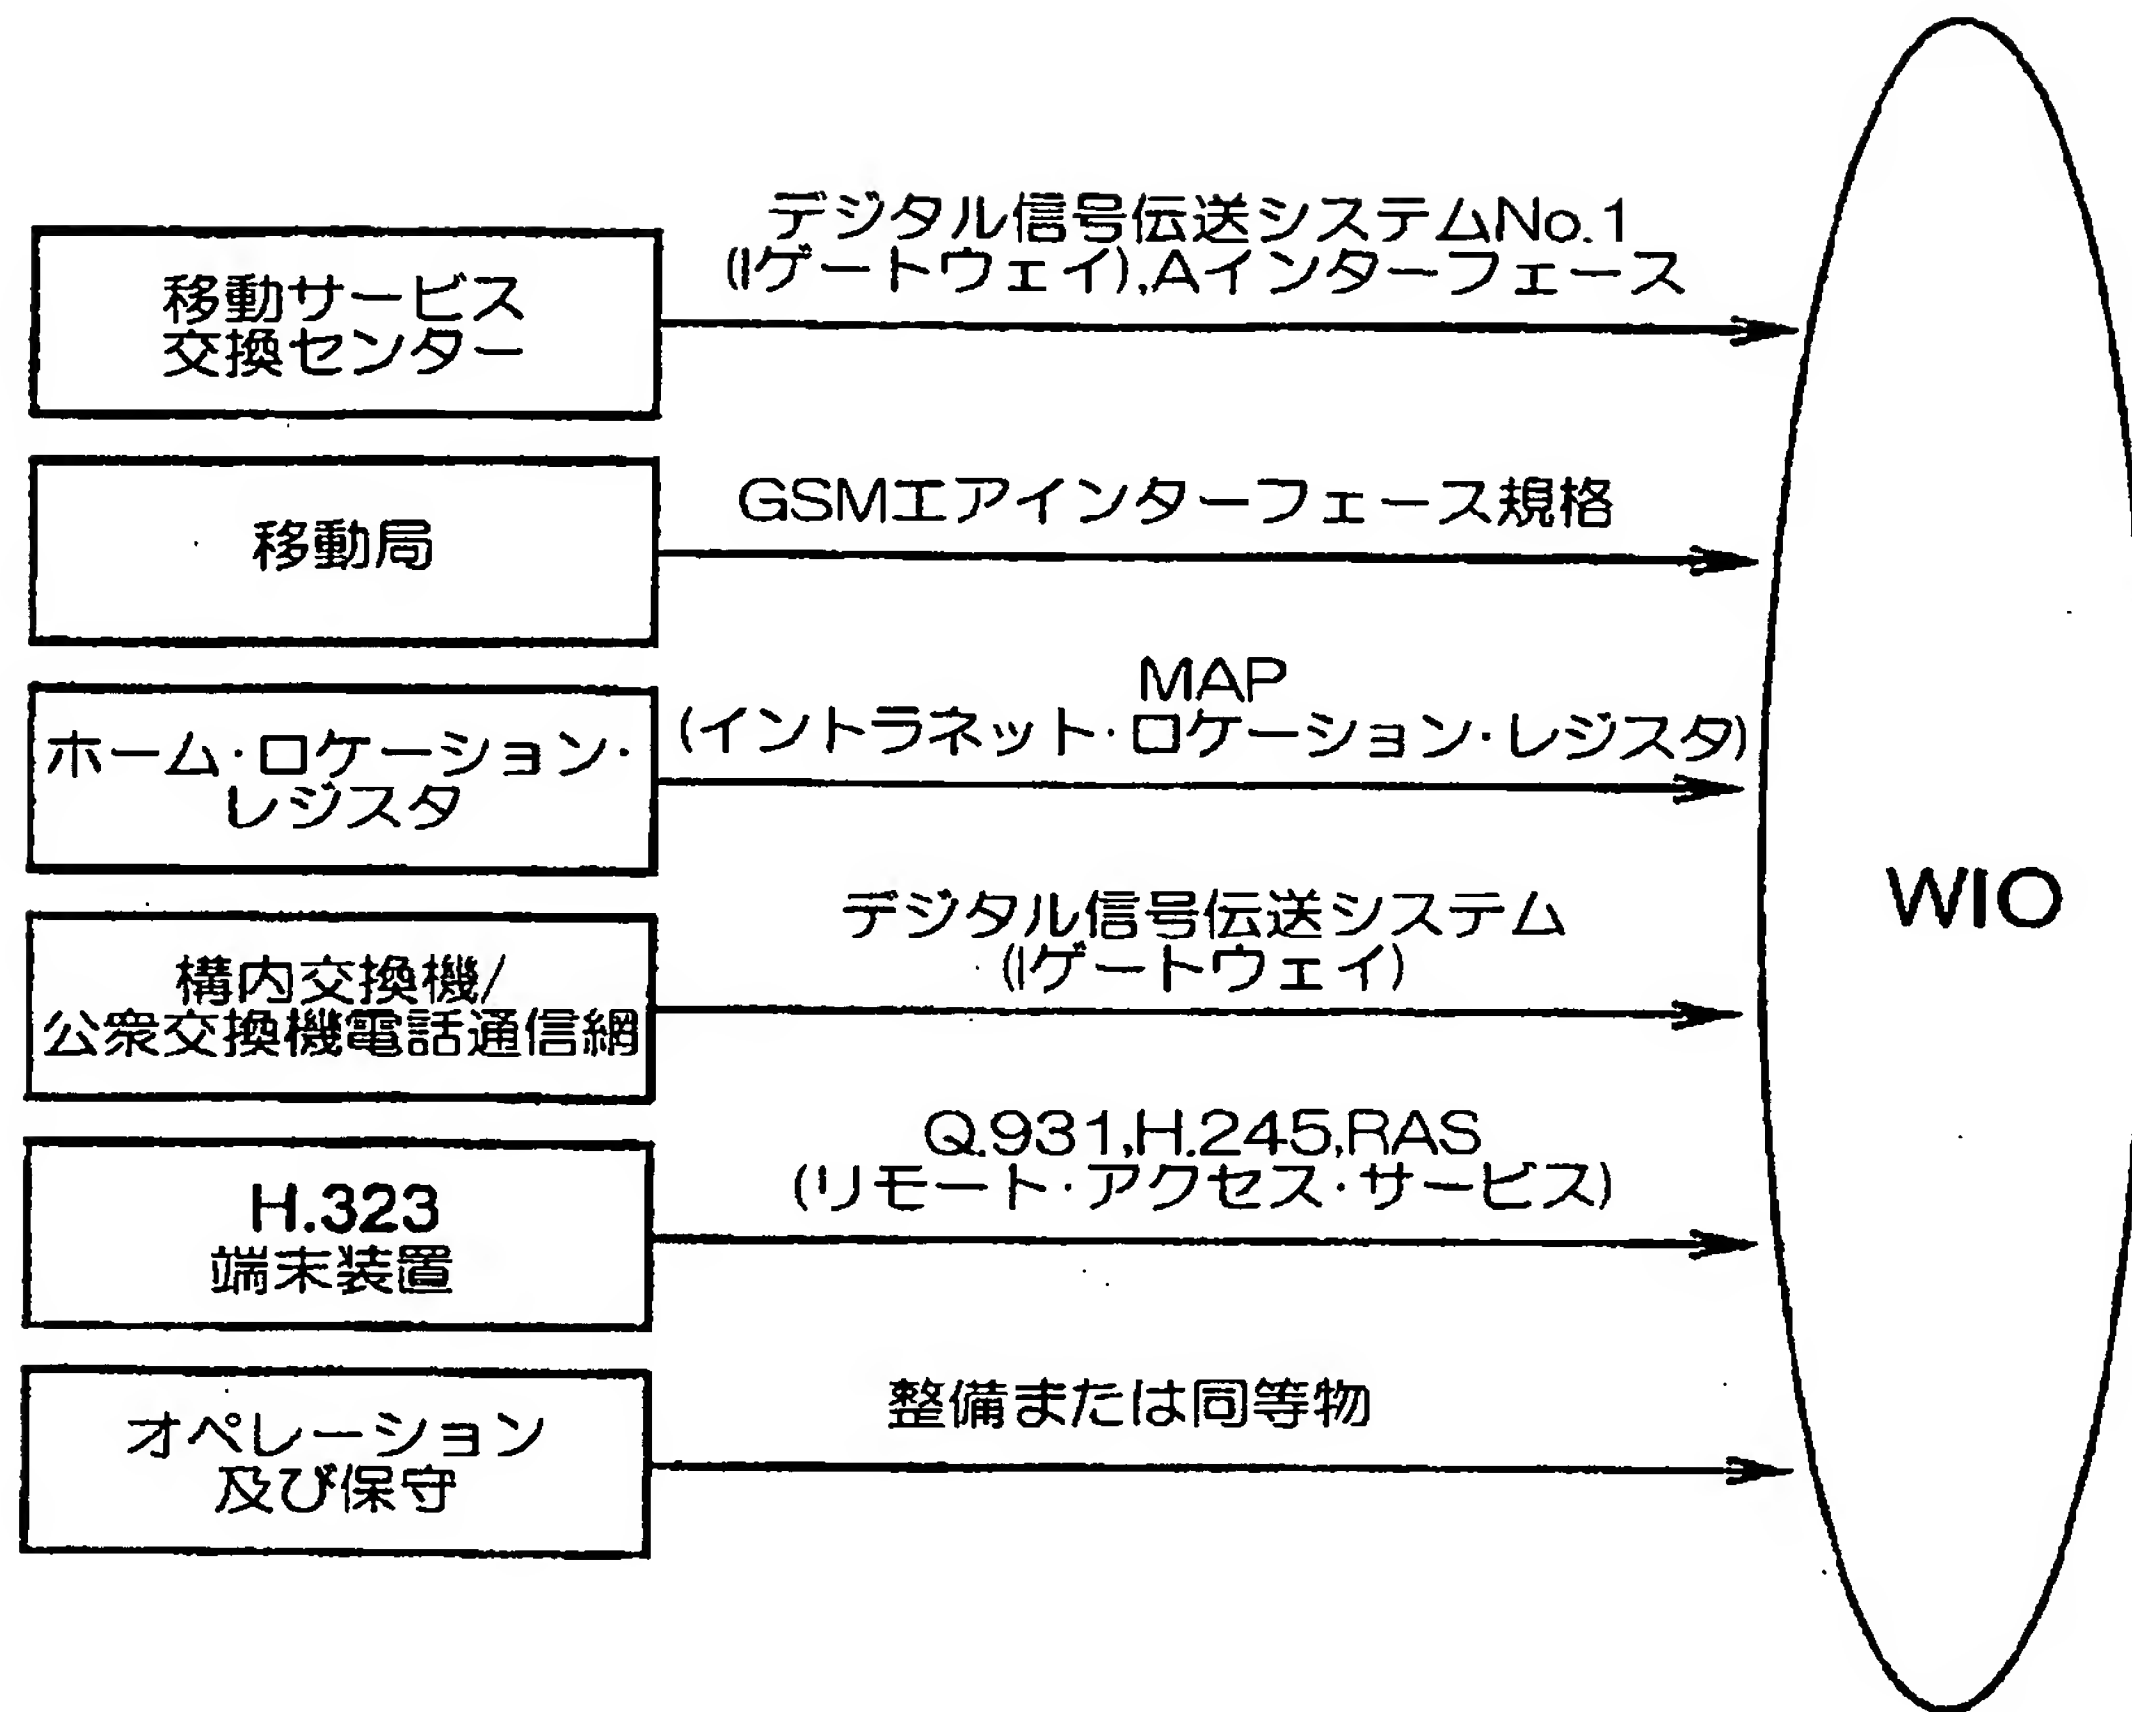 デジタル信号伝送システムNo.1
(Iゲートウェイ),Aインターフェース
移動サービス
交換センター
GSMエアインターフェース規格
移動局
MAP
(イントラネット・ロケーション・レジスタ)
ホーム・ロケーション・
レジスタ
デジタル信号伝送システム
(Iゲートウェイ)
構内交換機/
公衆交換機電話通信網
Q.931,H.245,RAS
(リモート・アクセス・サービス)
H.323
端末装置
整備または同等物
オペレーション
及び保守
WIO